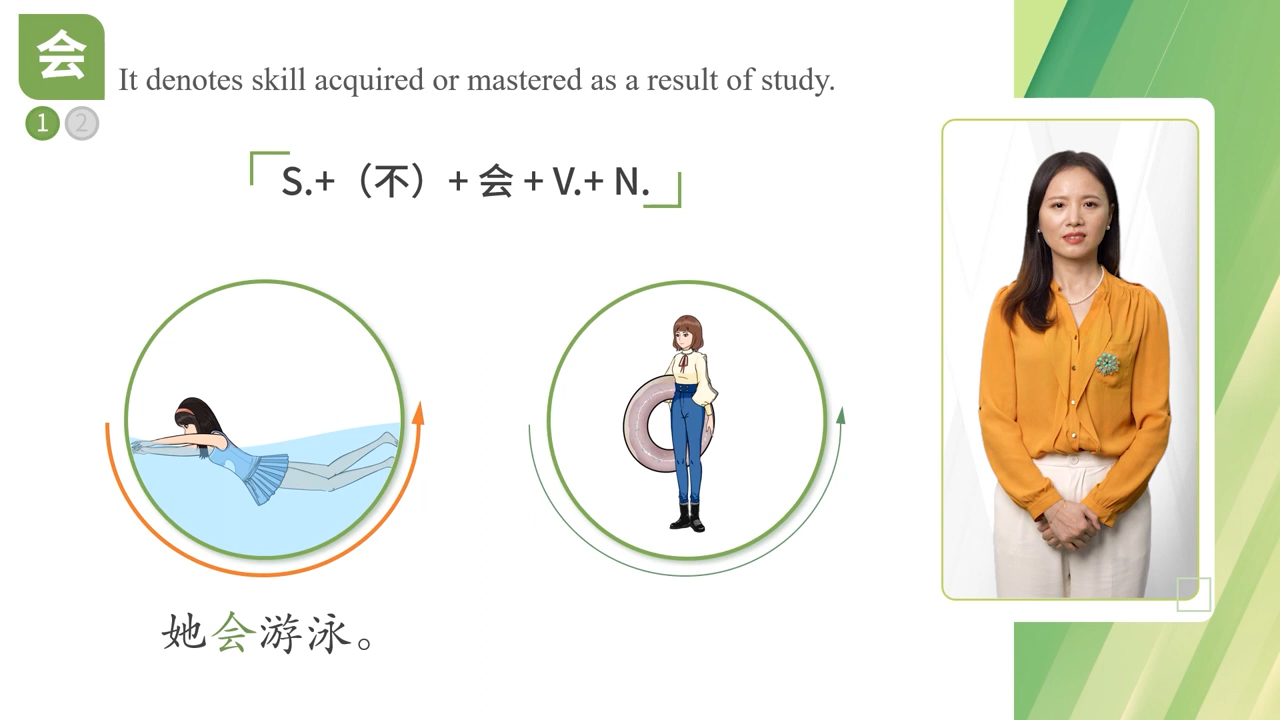 会
It denotes skill acquired or mastered as a result of study.
1 2
S.+（不）+ 会 + V.+ N.
她会游泳。